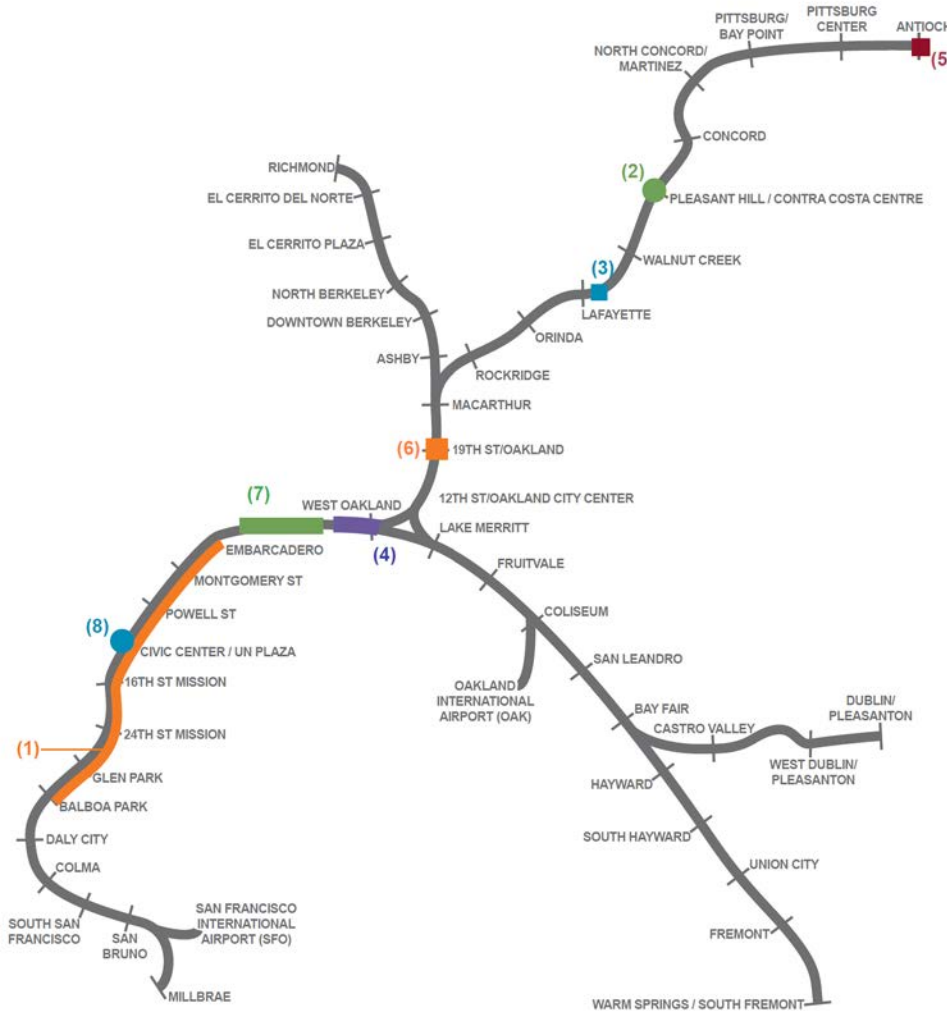 PITTSBURG/
BAY POINT
PITTSBURG
CENTER
ANTIOCH
(5
NORTH CONCORD/
MARTINEZ
CONCORD
(2)
PLEASANT HILL / CONTRA COSTA CENTRE
WALNUT CREEK
(3)
LAFAYETTE
ORINDA
ROCKRIDGE
RICHMOND
EL CERRITO DEL NORTE
EL CERRITO PLAZA
NORTH BERKELEY
DOWNTOWN BERKELEY
ASHBY
MACARTHUR
(6)
19TH ST/OAKLAND
12TH ST/OAKLAND CITY CENTER
(7)
WEST OAKLAND
(4)
LAKE MERRITT
EMBARCADERO
MONTGOMERY ST
POWELL ST
(8)
CIVIC CENTER / UN PLAZA
16TH ST MISSION
24TH ST MISSION
(1)
GLEN PARK
BALBOA PARK
DALY CITY
COLMA
SOUTH SAN
FRANCISCO
SAN
BRUNO
SAN FRANCISCO
INTERNATIONAL
AIRPORT (SFO)
MILLBRAE
FRUITVALE
COLISEUM
OAKLAND
INTERNATIONAL
AIRPORT (OAK)
SAN LEANDRO
BAY FAIR
CASTRO VALLEY
DUBLIN/
PLEASANTON
WEST DUBLIN/
PLEASANTON
HAYWARD
SOUTH HAYWARD
UNION CITY
FREMONT
WARM SPRINGS / SOUTH FREMONT